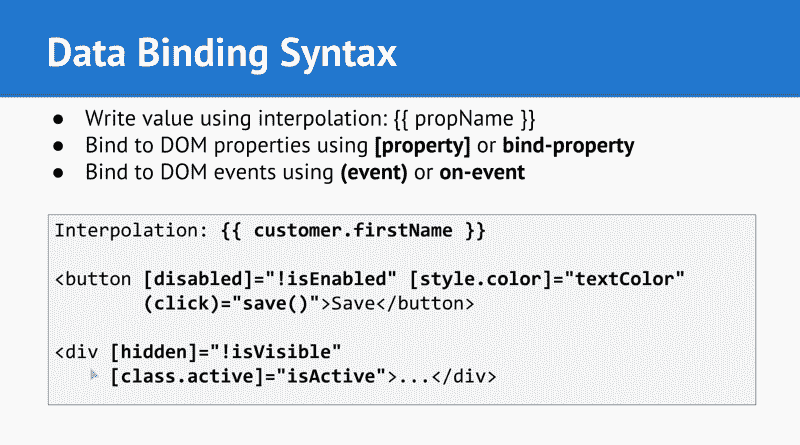 Data Binding Syntax
● Write value using interpolation: {{ propName }}
● Bind to DOM properties using [property] or bind-property
● Bind to DOM events using (event) or on-event
Interpolation: {{ customer.firstName }}
<button [disabled]="!isEnabled" [style.color]="textColor"
(click)="save()">Save</button>
<div [hidden]="!isVisible"
[class.active]="isActive">...</div>